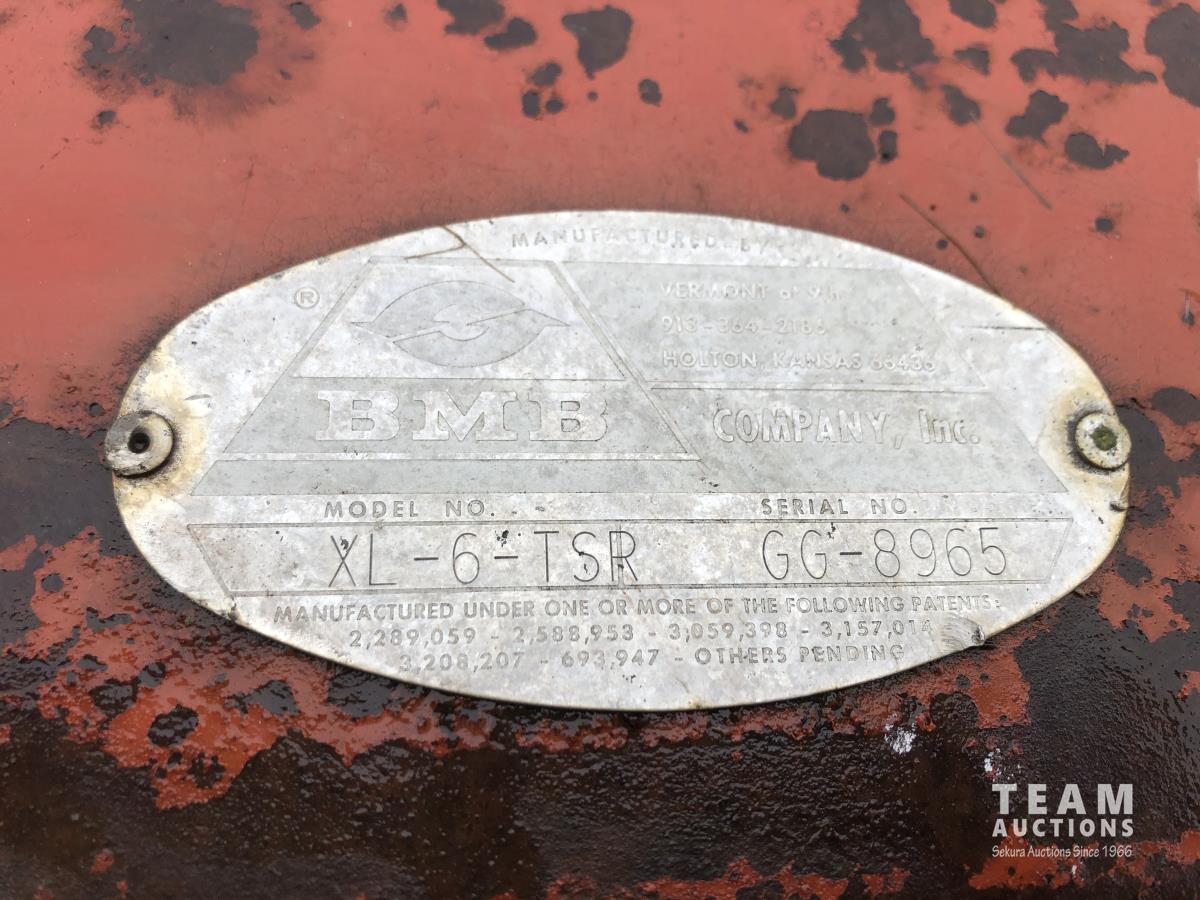 MANUFACTURED BY
®
VERMONT at 9th
913-364-2186
HOLTON, KANSAS 66436
BMB
COMPANY, Inc.
MODEL NO. SERIAL NO.
XL-6-TSR GG-8965
MANUFACTURED UNDER ONE OR MORE OF THE FOLLOWING PATENTS:
2,289,059 - 2,588,953 - 3,059,398 - 3,157,014
3,208,207 - 693,947 - OTHERS PENDING
TEAM
AUCTIONS
Sekura Auctions Since 1966